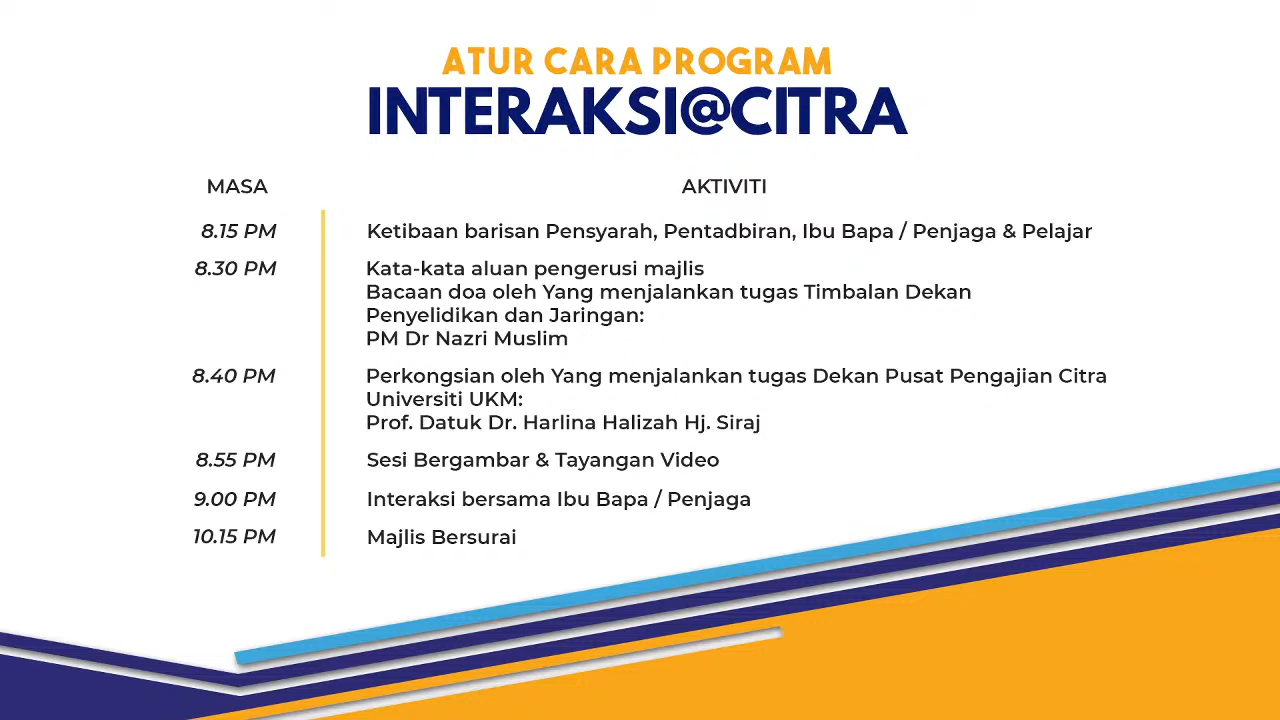 ATUR CARA PROGRAM
INTERAKSI@CITRA
MASA AKTIVITI
8.15 PM Ketibaan barisan Pensyarah, Pentadbiran, Ibu Bapa / Penjaga & Pelajar
8.30 PM Kata-kata aluan pengerusi majlis
Bacaan doa oleh Yang menjalankan tugas Timbalan Dekan
Penyelidikan dan Jaringan:
PM Dr Nazri Muslim
8.40 PM Perkongsian oleh Yang menjalankan tugas Dekan Pusat Pengajian Citra
Universiti UKM:
Prof. Datuk Dr. Harlina Halizah Hj. Siraj
8.55 PM Sesi Bergambar & Tayangan Video
9.00 PM Interaksi bersama Ibu Bapa / Penjaga
10.15 PM Majlis Bersurai